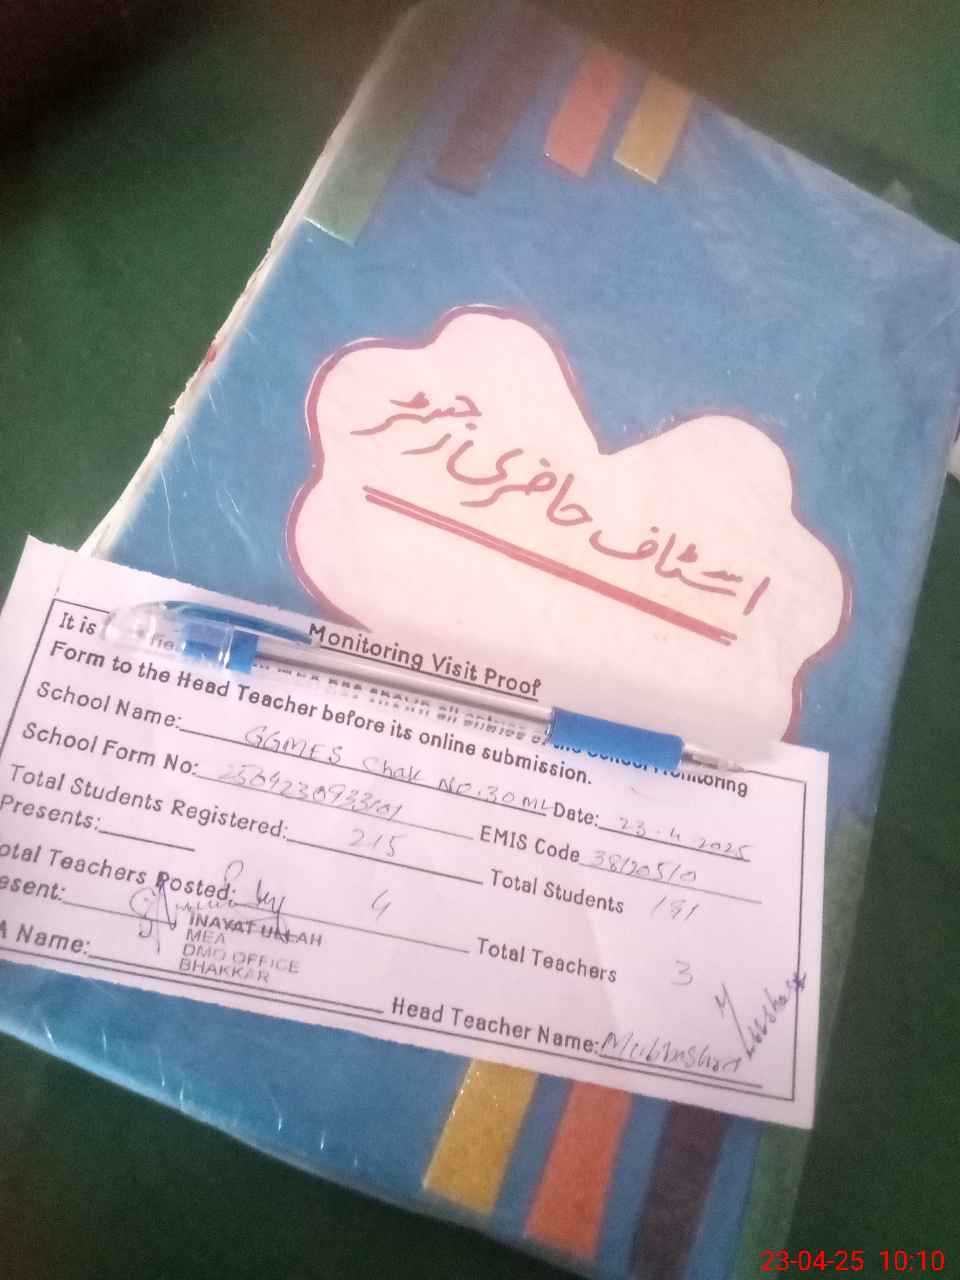 اسٹاف حاضری رجسٹر
Monitoring Visit Proof
It is
Form to the Head Teacher before its online submission.
School Name: GGMES Chak No.30 ML Date: 23-4-2025
School Form No: EMIS Code
Total Students Registered: 215 Total Students 191
Presents:
Total Teachers Posted: 4 Total Teachers 3
esent:
INAYAT ULLAH
MEA
DMO OFFICE
BHAKKAR
A Name:
Head Teacher Name: Mubbashra
23-04-25 10:10